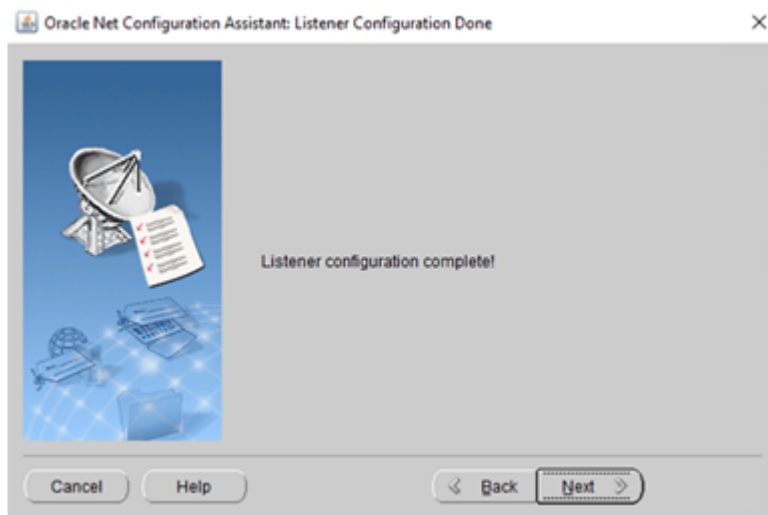 Oracle Net Configuration Assistant: Listener Configuration Done
Listener configuration complete!
Cancel
Help
Back
Next